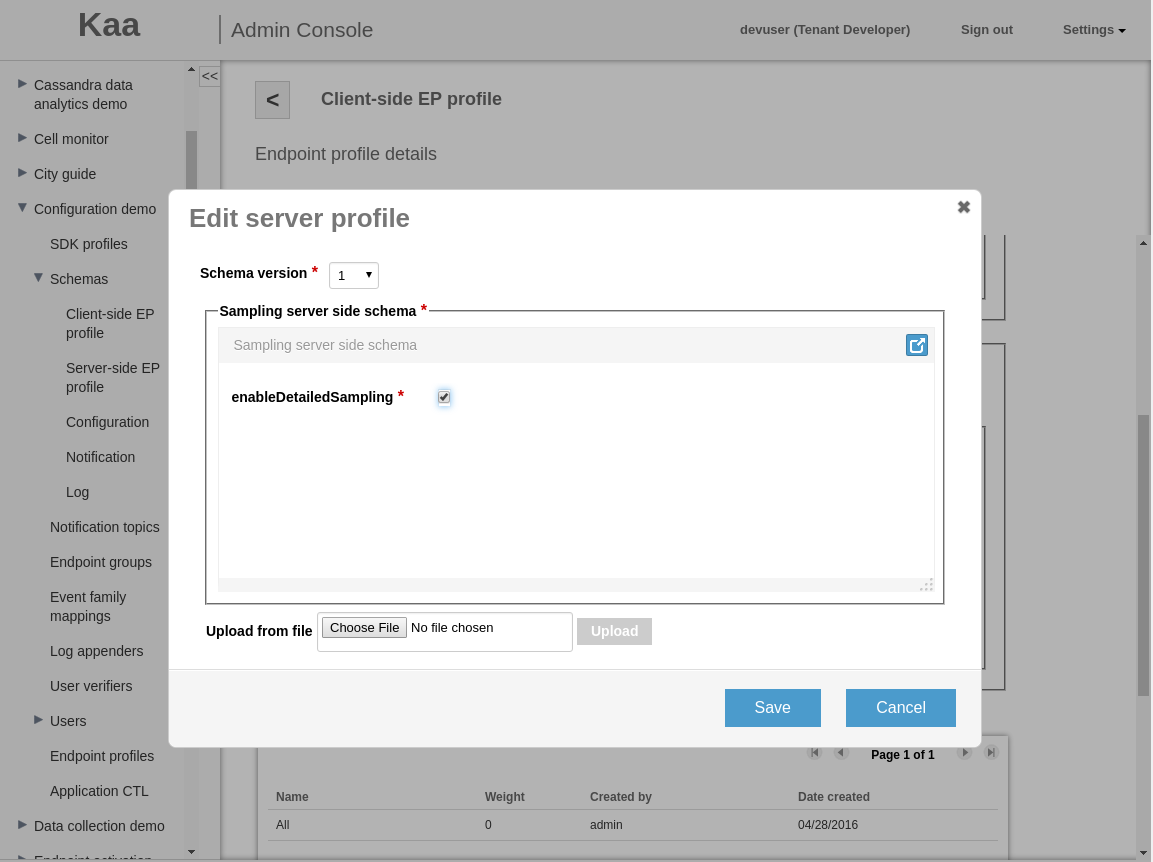 Kaa
Admin Console
devuser (Tenant Developer)
Sign out
Settings
<<
Cassandra data
analytics demo
Cell monitor
City guide
Configuration demo
SDK profiles
Schemas
Client-side EP
profile
Server-side EP
profile
Configuration
Notification
Log
Notification topics
Endpoint groups
Event family
mappings
Log appenders
User verifiers
Users
Endpoint profiles
Application CTL
Data collection demo
Endpoint activation
<
Client-side EP profile
Endpoint profile details
Edit server profile
Schema version *
1
Sampling server side schema *
Sampling server side schema
enableDetailedSampling *
Upload from file
Choose File No file chosen
Upload
Save
Cancel
Page 1 of 1
Name Weight Created by Date created
All 0 admin 04/28/2016